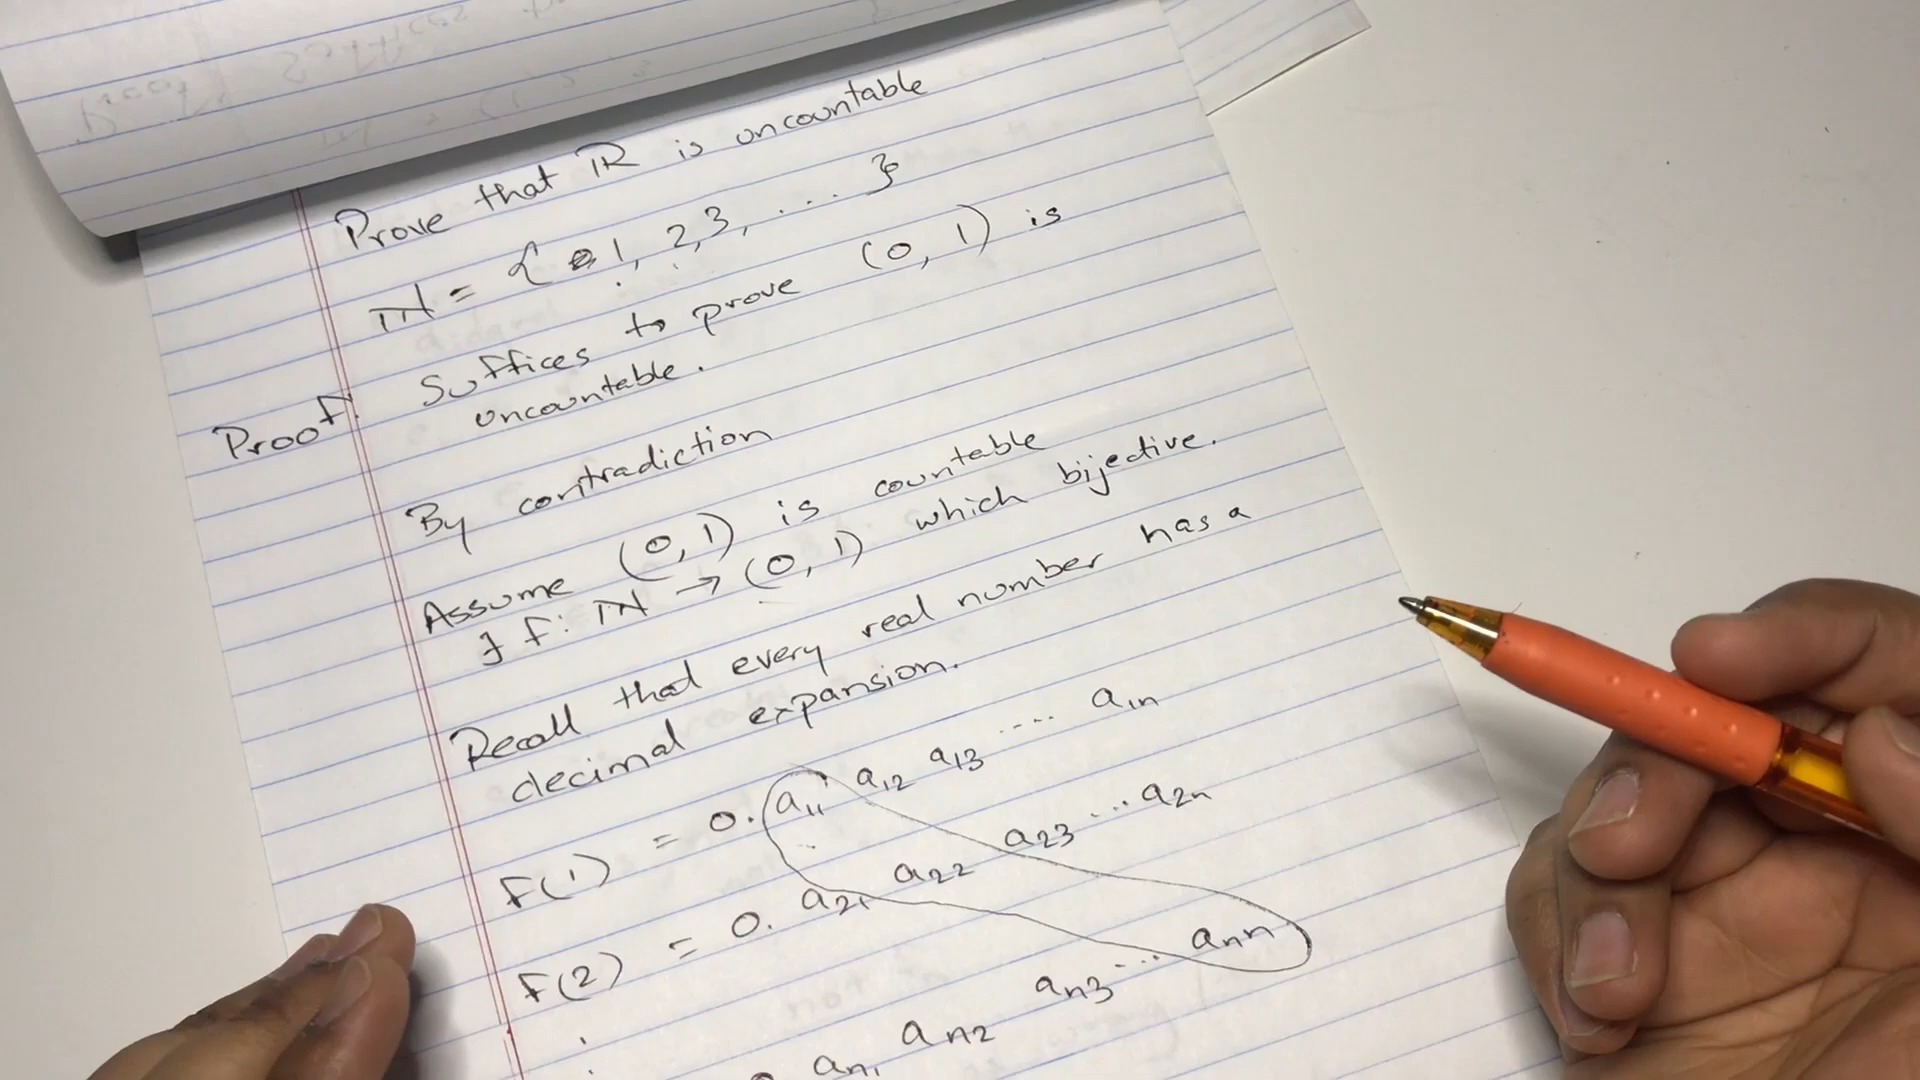 Prove that ℝ is uncountable
ℕ = { 1, 2, 3, ... }
Proof: Suffices to prove (0, 1) is
uncountable.
By contradiction
Assume (0, 1) is countable
∃ f: ℕ → (0, 1) which bijective.
Recall that every real number has a
decimal expansion.
f(1) = 0. a₁₁ a₁₂ a₁₃ .... a₁ₙ
f(2) = 0. a₂₁ a₂₂ a₂₃ ... a₂ₙ
⋮
aₙ₁ aₙ₂ aₙ₃ ... aₙₙ